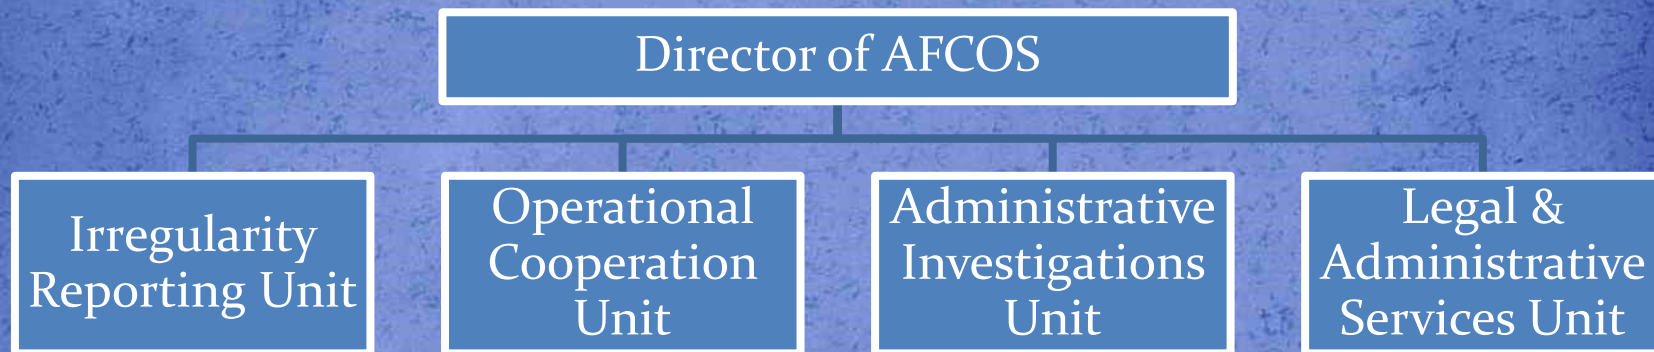 Director of AFCOS
Irregularity
Reporting Unit
Operational
Cooperation
Unit
Administrative
Investigations
Unit
Legal &
Administrative
Services Unit